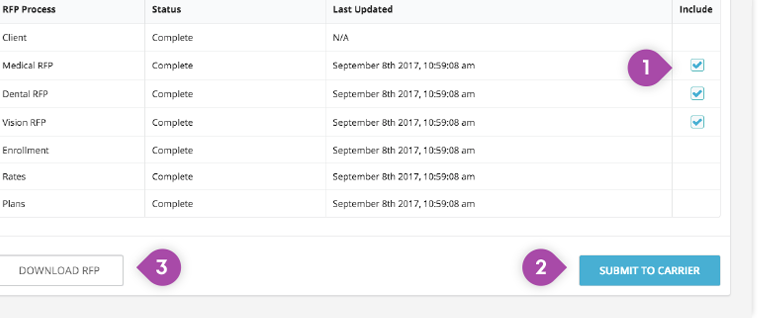 RFP Process Status Last Updated Include
Client Complete N/A
Medical RFP Complete September 8th 2017, 10:59:08 am 1
Dental RFP Complete September 8th 2017, 10:59:08 am
Vision RFP Complete September 8th 2017, 10:59:08 am
Enrollment Complete September 8th 2017, 10:59:08 am
Rates Complete September 8th 2017, 10:59:08 am
Plans Complete September 8th 2017, 10:59:08 am
DOWNLOAD RFP 3 2 SUBMIT TO CARRIER